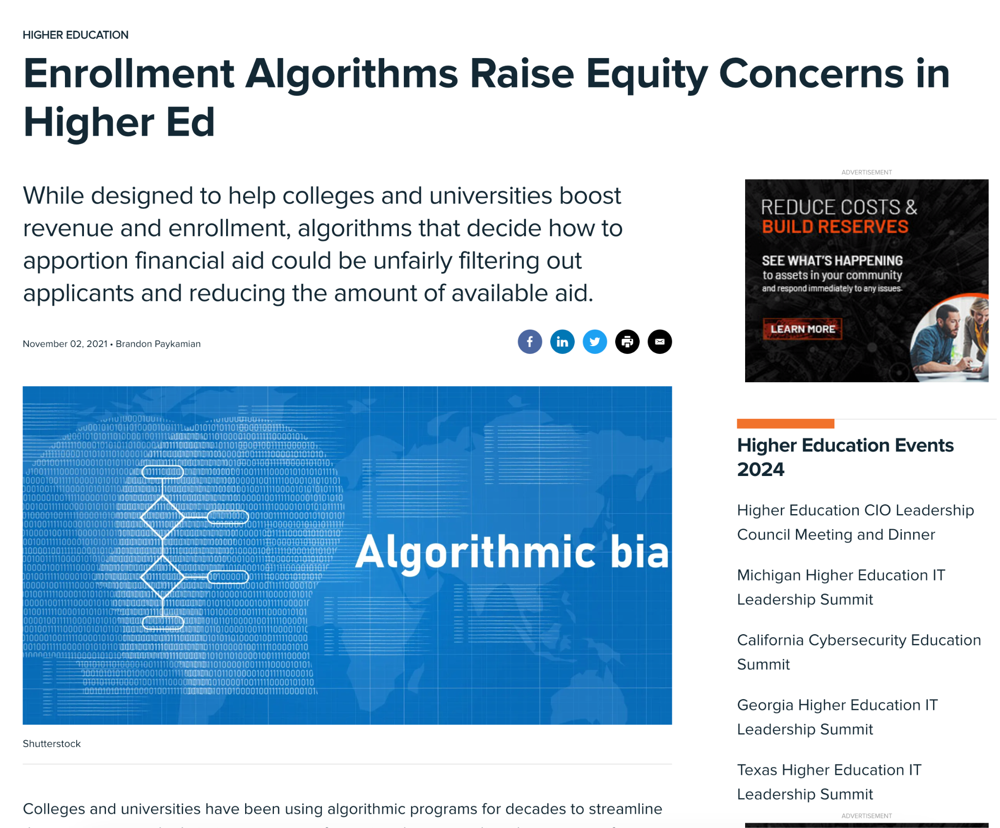 HIGHER EDUCATION
Enrollment Algorithms Raise Equity Concerns in
Higher Ed
While designed to help colleges and universities boost
revenue and enrollment, algorithms that decide how to
apportion financial aid could be unfairly filtering out
applicants and reducing the amount of available aid.
November 02, 2021 • Brandon Paykamian
f
in
Algorithmic bia
Shutterstock
Colleges and universities have been using algorithmic programs for decades to streamline
ADVERTISEMENT
REDUCE COSTS &
BUILD RESERVES
SEE WHAT'S HAPPENING
to assets in your community
and respond immediately to any issues.
LEARN MORE
Higher Education Events
2024
Higher Education CIO Leadership
Council Meeting and Dinner
Michigan Higher Education IT
Leadership Summit
California Cybersecurity Education
Summit
Georgia Higher Education IT
Leadership Summit
Texas Higher Education IT
Leadership Summit
ADVERTISEMENT